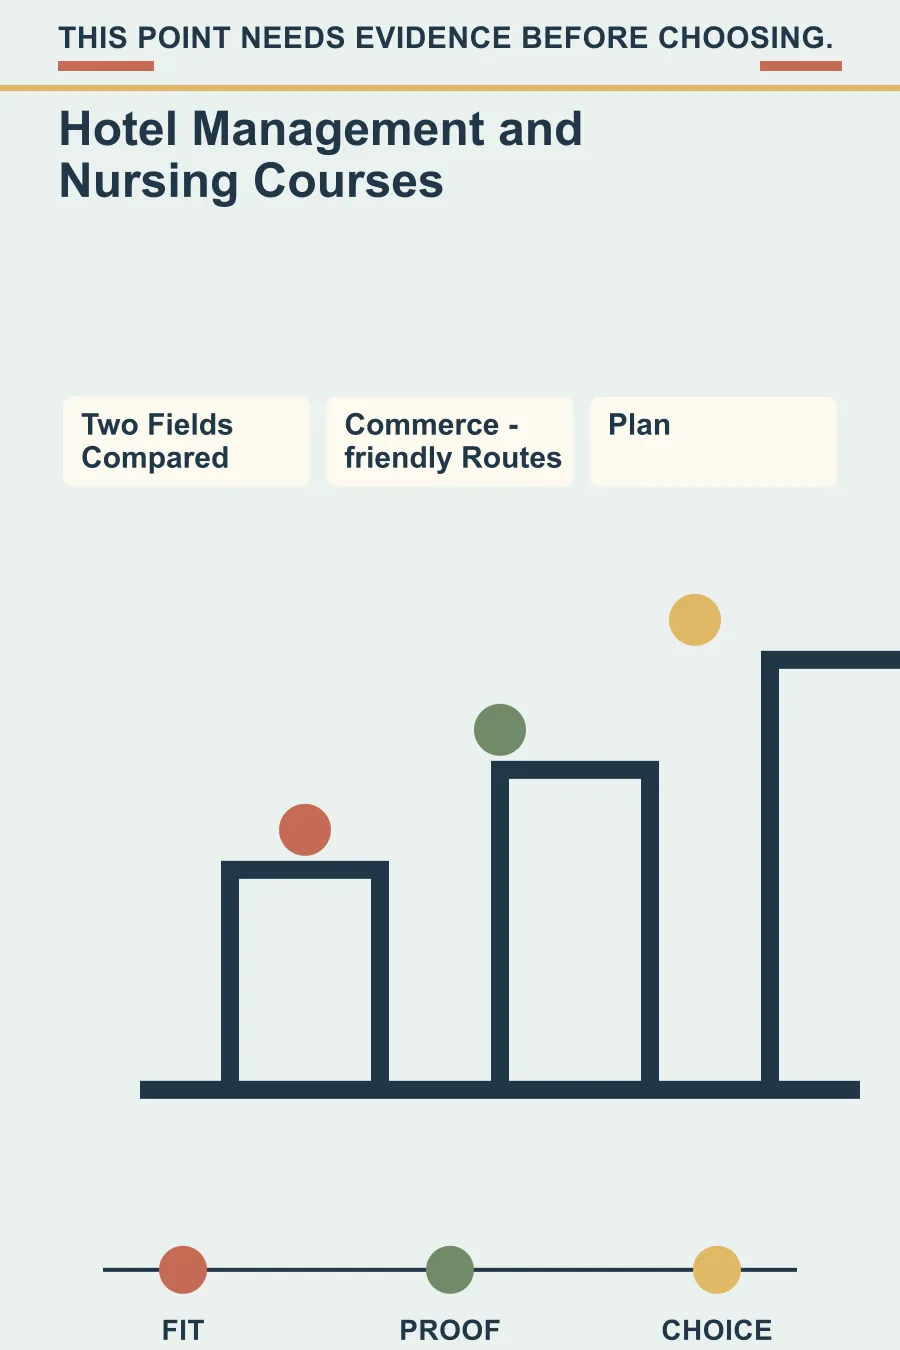 THIS POINT NEEDS EVIDENCE BEFORE CHOOSING.
Hotel Management and
Nursing Courses
Two Fields
Compared
Commerce -
friendly Routes
Plan
FIT
PROOF
CHOICE